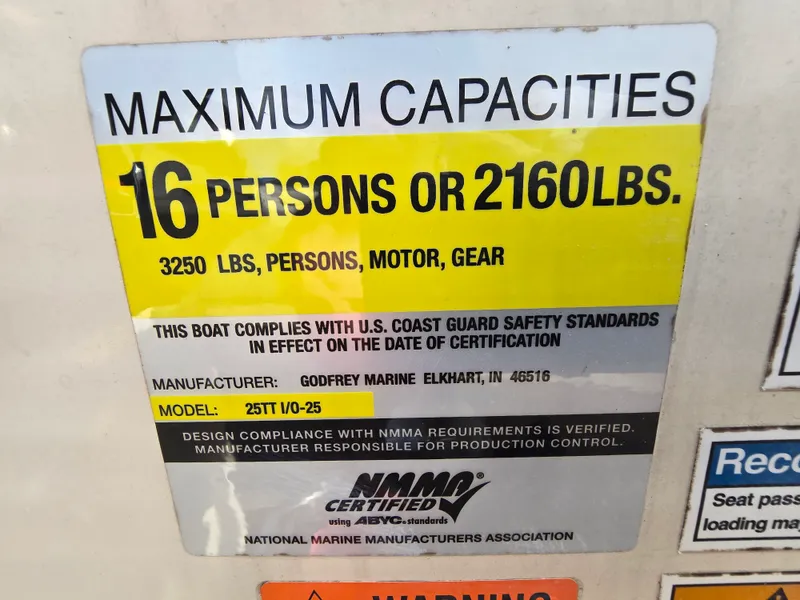 MAXIMUM CAPACITIES
16 PERSONS OR 2160 LBS.
3250 LBS, PERSONS, MOTOR, GEAR
THIS BOAT COMPLIES WITH U.S. COAST GUARD SAFETY STANDARDS
IN EFFECT ON THE DATE OF CERTIFICATION
MANUFACTURER: GODFREY MARINE ELKHART, IN 46516
MODEL: 25TT I/O-25
DESIGN COMPLIANCE WITH NMMA REQUIREMENTS IS VERIFIED.
MANUFACTURER RESPONSIBLE FOR PRODUCTION CONTROL.
NMMA®
CERTIFIED
using ABYC® standards
NATIONAL MARINE MANUFACTURERS ASSOCIATION
Reco
Seat pass
loading may
WARNING